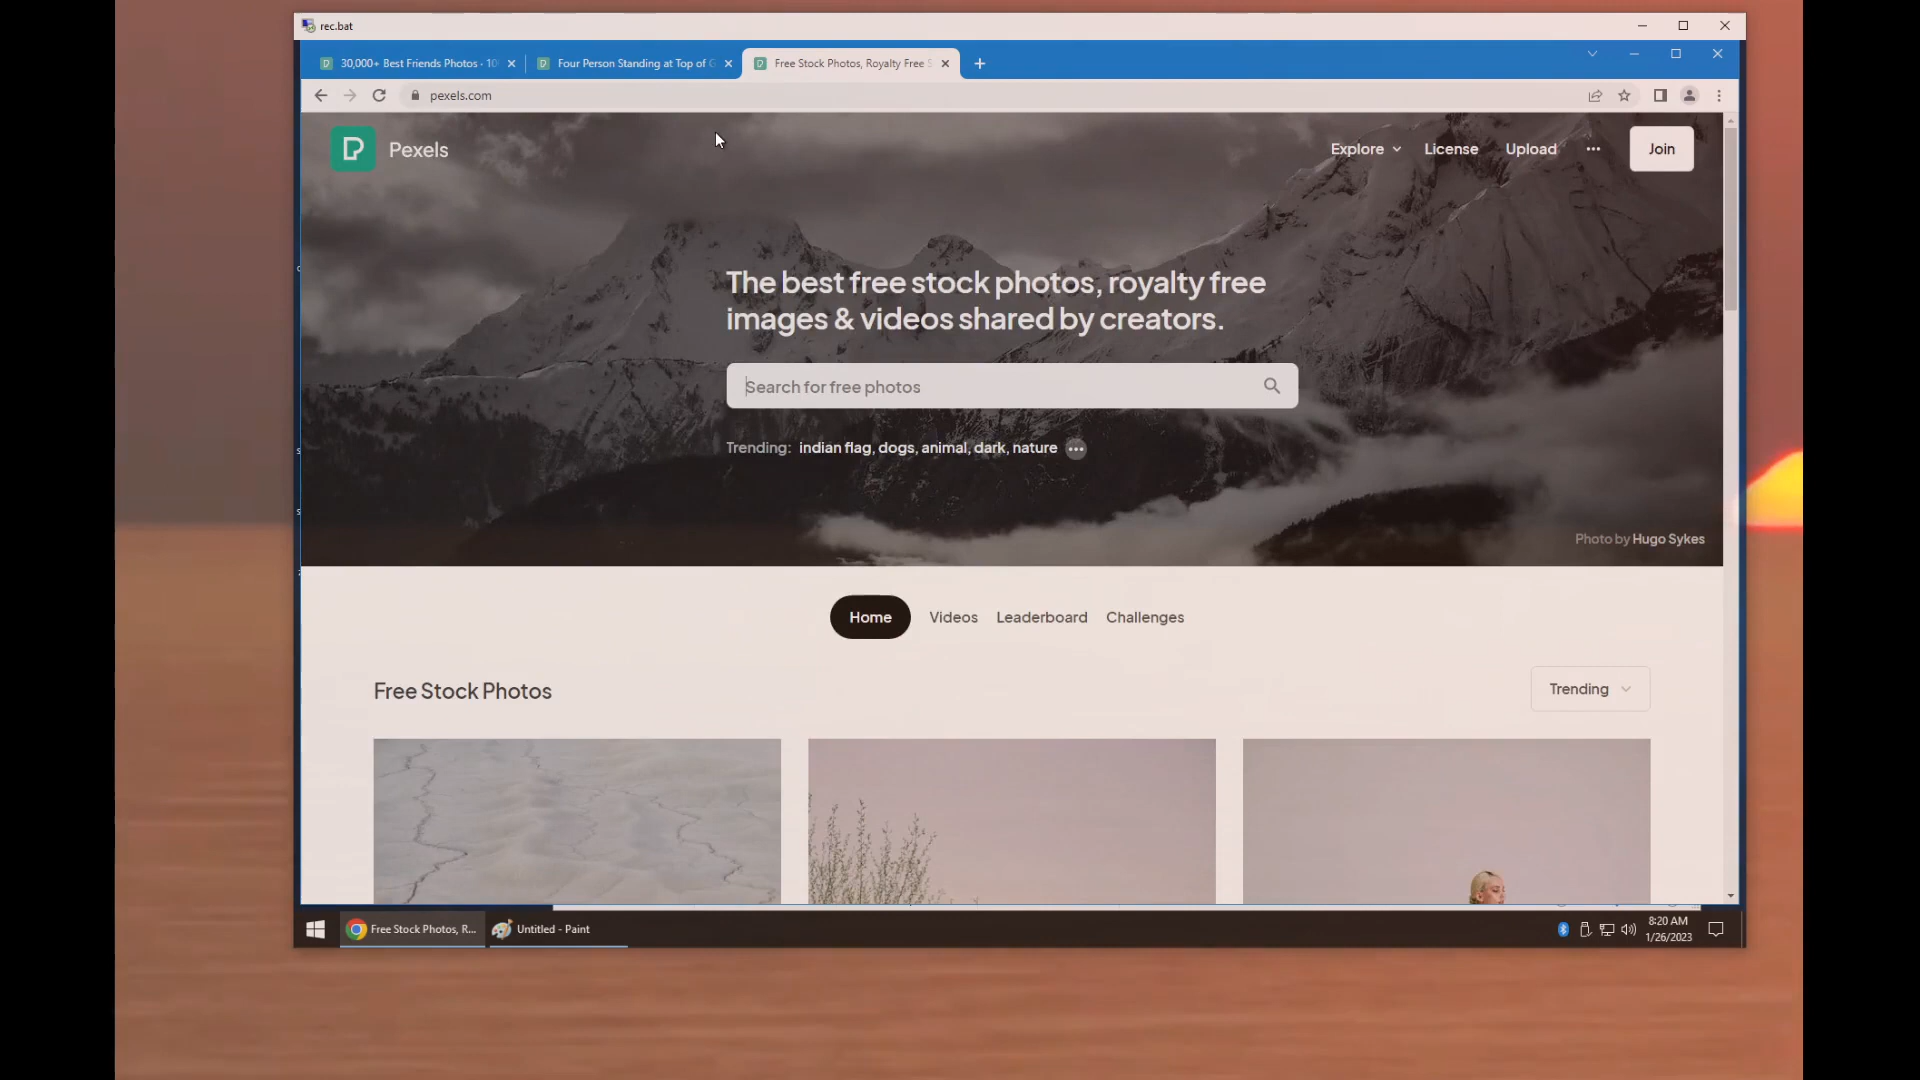 rec.bat
30,000+ Best Friends Photos · 10
Four Person Standing at Top of G
Free Stock Photos, Royalty Free S
pexels.com
Pexels
Explore
License
Upload
Join
The best free stock photos, royalty free
images & videos shared by creators.
Search for free photos
Trending: indian flag, dogs, animal, dark, nature
Photo by Hugo Sykes
Home
Videos
Leaderboard
Challenges
Free Stock Photos
Trending
Free Stock Photos, R...
Untitled - Paint
8:20 AM
1/26/2023